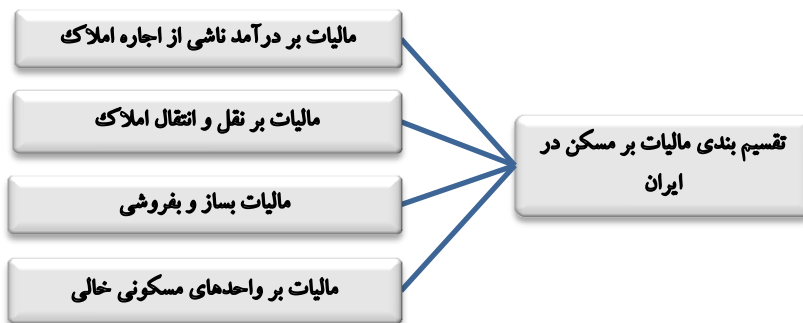 تقسیم بندی مالیات بر مسکن در
ایران
مالیات بر درآمد ناشی از اجاره املاک
مالیات بر نقل و انتقال املاک
مالیات بساز و بفروشی
مالیات بر واحدهای مسکونی خالی